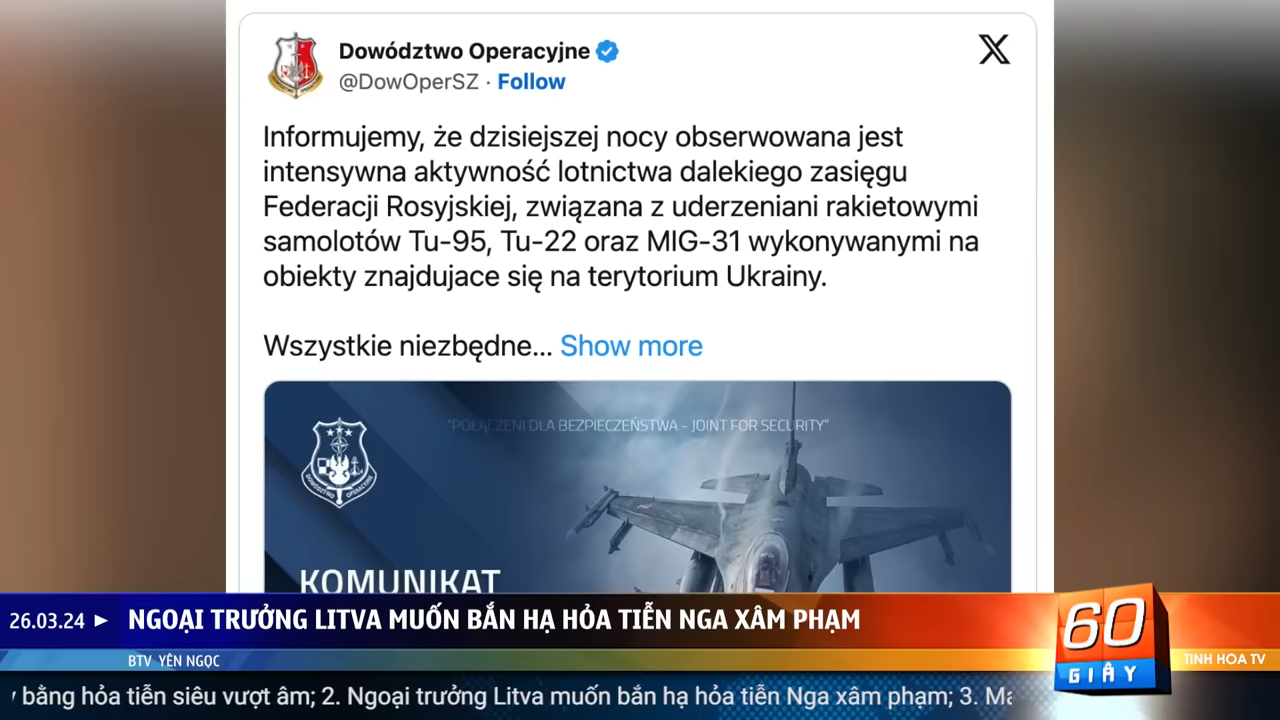 Dowództwo Operacyjne
@DowOperSZ · Follow
Informujemy, że dzisiejszej nocy obserwowana jest
intensywna aktywność lotnictwa dalekiego zasięgu
Federacji Rosyjskiej, związana z uderzeniani rakietowymi
samolotów Tu-95, Tu-22 oraz MIG-31 wykonywanymi na
obiekty znajdujace się na terytorium Ukrainy.
Wszystkie niezbędne... Show more
"POŁĄCZENI DLA BEZPIECZEŃSTWA - JOINT FOR SECURITY"
DOWÓDZTWO OPERACYJNE
KOMUNIKAT
26.03.24 ► NGOẠI TRƯỞNG LITVA MUỐN BẮN HẠ HỎA TIỄN NGA XÂM PHẠM
BTV YÊN NGỌC
60
GIÂY
TINH HOA TV
bằng hỏa tiễn siêu vượt âm; 2. Ngoại trưởng Litva muốn bắn hạ hỏa tiễn Nga xâm phạm; 3.